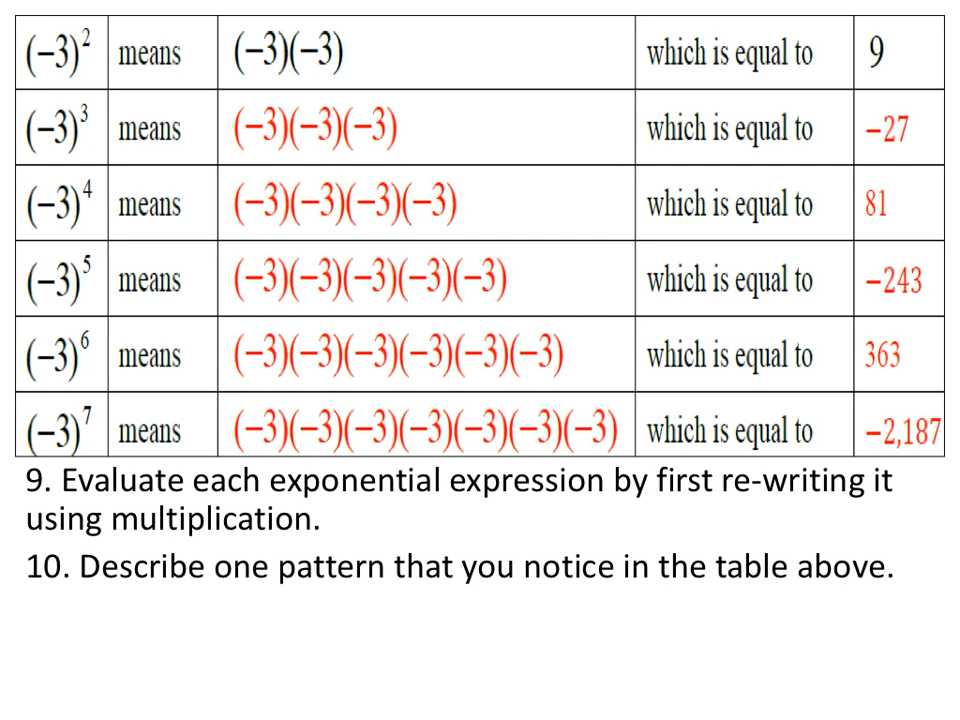 (−3)² means (−3)(−3) which is equal to 9
(−3)³ means (−3)(−3)(−3) which is equal to −27
(−3)⁴ means (−3)(−3)(−3)(−3) which is equal to 81
(−3)⁵ means (−3)(−3)(−3)(−3)(−3) which is equal to −243
(−3)⁶ means (−3)(−3)(−3)(−3)(−3)(−3) which is equal to 363
(−3)⁷ means (−3)(−3)(−3)(−3)(−3)(−3)(−3) which is equal to −2,187
9. Evaluate each exponential expression by first re-writing it
using multiplication.
10. Describe one pattern that you notice in the table above.